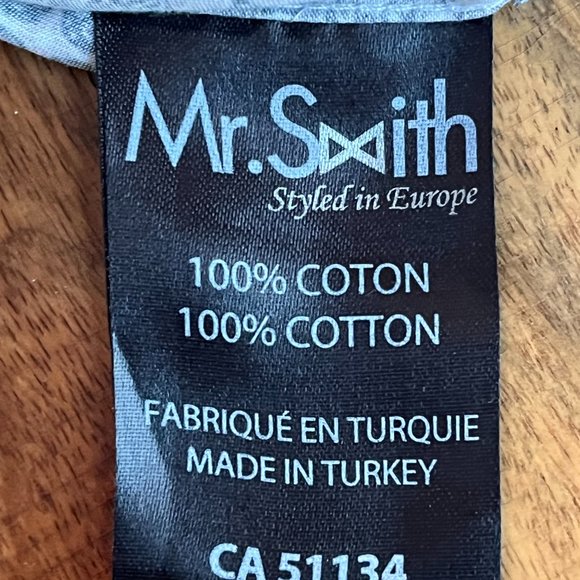 Mr. Smith
Styled in Europe
100% COTON
100% COTTON
FABRIQUÉ EN TURQUIE
MADE IN TURKEY
CA 51134